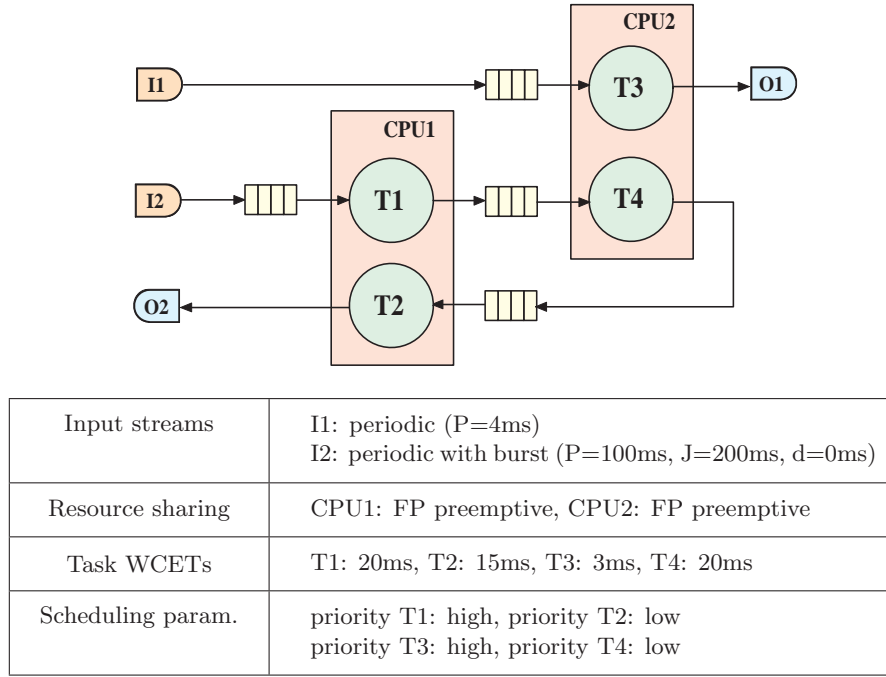 CPU2
I1
T3
O1
CPU1
I2
T1
T4
O2
T2
Input streams
I1: periodic (P=4ms)
I2: periodic with burst (P=100ms, J=200ms, d=0ms)
Resource sharing
CPU1: FP preemptive, CPU2: FP preemptive
Task WCETs
T1: 20ms, T2: 15ms, T3: 3ms, T4: 20ms
Scheduling param.
priority T1: high, priority T2: low
priority T3: high, priority T4: low